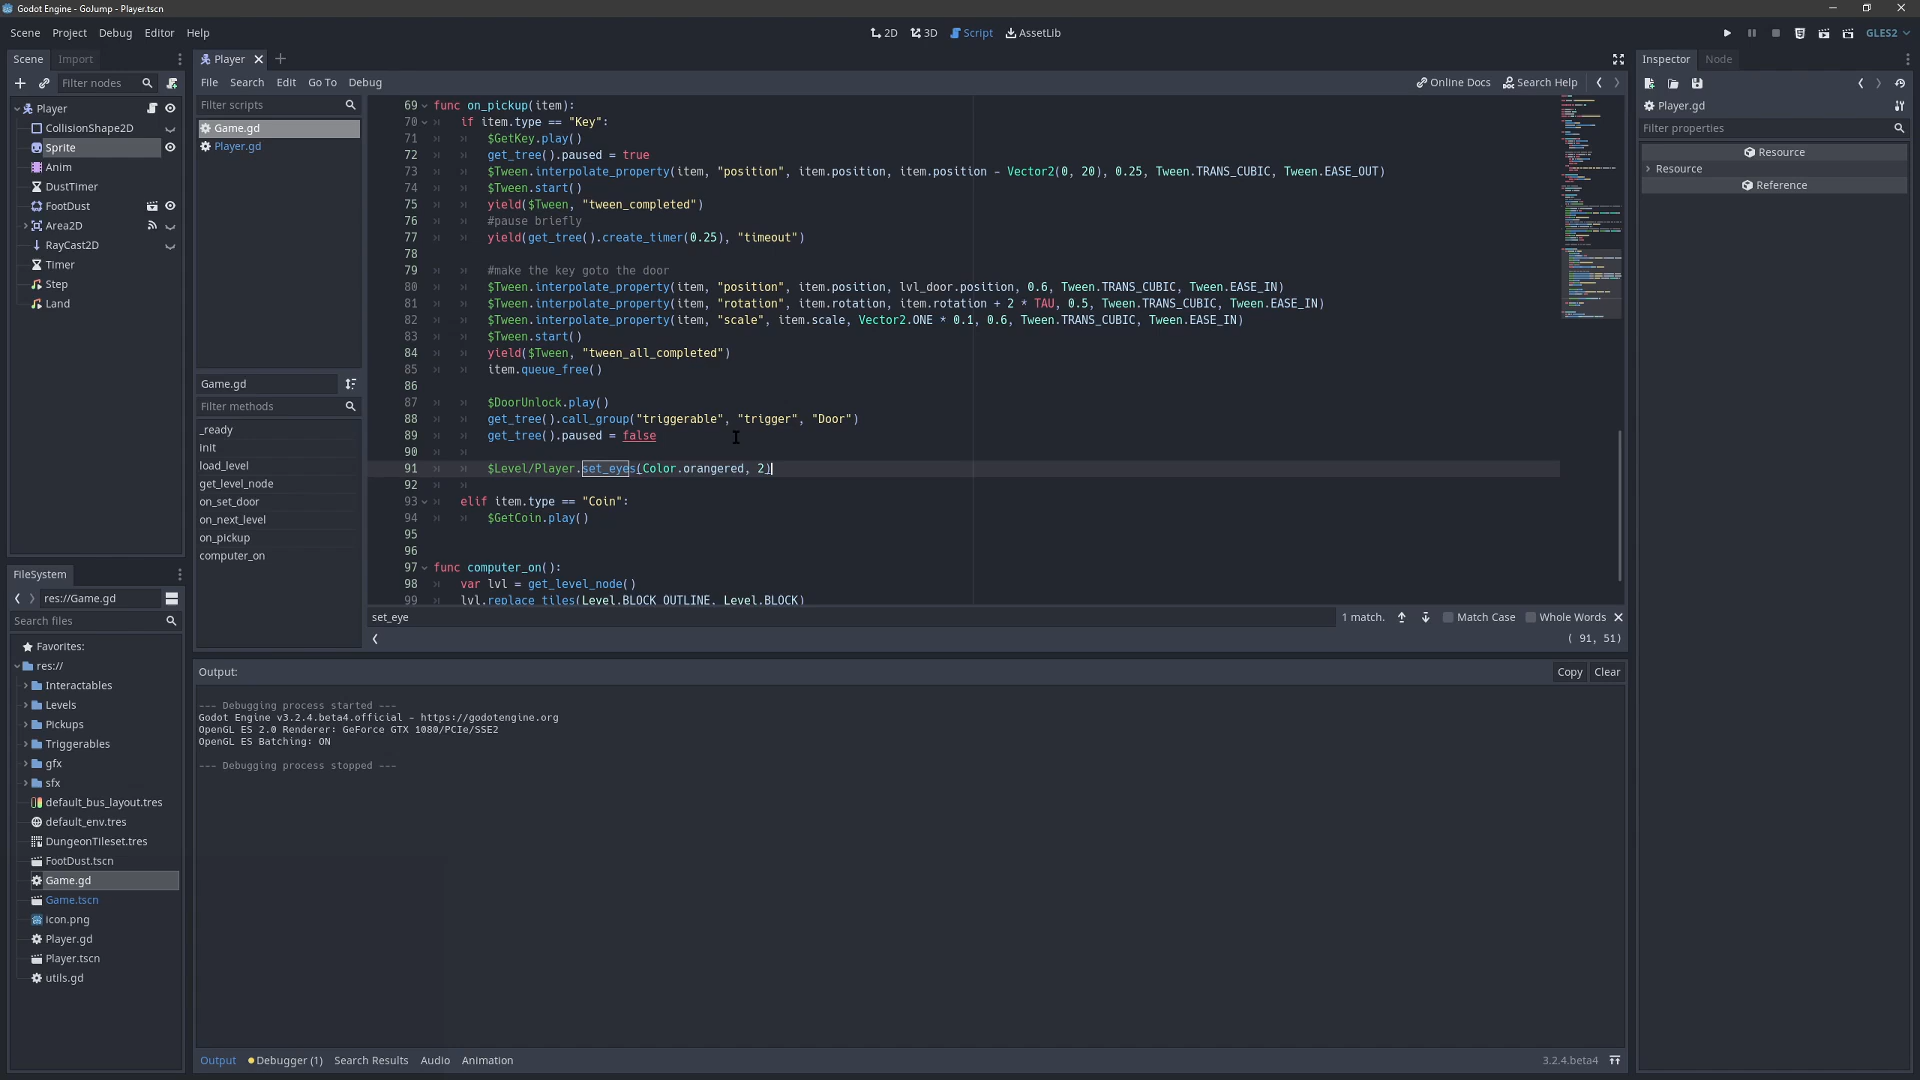 Godot Engine - GoJump - Player.tscn
Scene Project Debug Editor Help
2D 3D Script AssetLib
GLES2
Scene Import
Filter nodes
Player
CollisionShape2D
Sprite
Anim
DustTimer
FootDust
Area2D
RayCast2D
Timer
Step
Land
FileSystem
res://Game.gd
Search files
Favorites:
res://
Interactables
Levels
Pickups
Triggerables
gfx
sfx
default_bus_layout.tres
default_env.tres
DungeonTileset.tres
FootDust.tscn
Game.gd
Game.tscn
icon.png
Player.gd
Player.tscn
utils.gd
Player
File Search Edit Go To Debug
Online Docs Search Help
Filter scripts
Game.gd
Player.gd
Game.gd
Filter methods
_ready
init
load_level
get_level_node
on_set_door
on_next_level
on_pickup
computer_on
69 func on_pickup(item):
70 if item.type == "Key":
71 $GetKey.play()
72 get_tree().paused = true
73 $Tween.interpolate_property(item, "position", item.position, item.position - Vector2(0, 20), 0.25, Tween.TRANS_CUBIC, Tween.EASE_OUT)
74 $Tween.start()
75 yield($Tween, "tween_completed")
76 #pause briefly
77 yield(get_tree().create_timer(0.25), "timeout")
78
79 #make the key goto the door
80 $Tween.interpolate_property(item, "position", item.position, lvl_door.position, 0.6, Tween.TRANS_CUBIC, Tween.EASE_IN)
81 $Tween.interpolate_property(item, "rotation", item.rotation, item.rotation + 2 * TAU, 0.5, Tween.TRANS_CUBIC, Tween.EASE_IN)
82 $Tween.interpolate_property(item, "scale", item.scale, Vector2.ONE * 0.1, 0.6, Tween.TRANS_CUBIC, Tween.EASE_IN)
83 $Tween.start()
84 yield($Tween, "tween_all_completed")
85 item.queue_free()
86
87 $DoorUnlock.play()
88 get_tree().call_group("triggerable", "trigger", "Door")
89 get_tree().paused = false
90
91 $Level/Player.set_eyes(Color.orangered, 2)
92
93 elif item.type == "Coin":
94 $GetCoin.play()
95
96
97 func computer_on():
98 var lvl = get_level_node()
99 lvl.replace_tiles(Level.BLOCK_OUTLINE, Level.BLOCK)
set_eye 1 match. Match Case Whole Words
( 91, 51)
Output: Copy Clear
--- Debugging process started ---
Godot Engine v3.2.4.beta4.official - https://godotengine.org
OpenGL ES 2.0 Renderer: GeForce GTX 1080/PCIe/SSE2
OpenGL ES Batching: ON
--- Debugging process stopped ---
Output Debugger (1) Search Results Audio Animation 3.2.4.beta4
Inspector Node
Player.gd
Filter properties
Resource
Resource
Reference